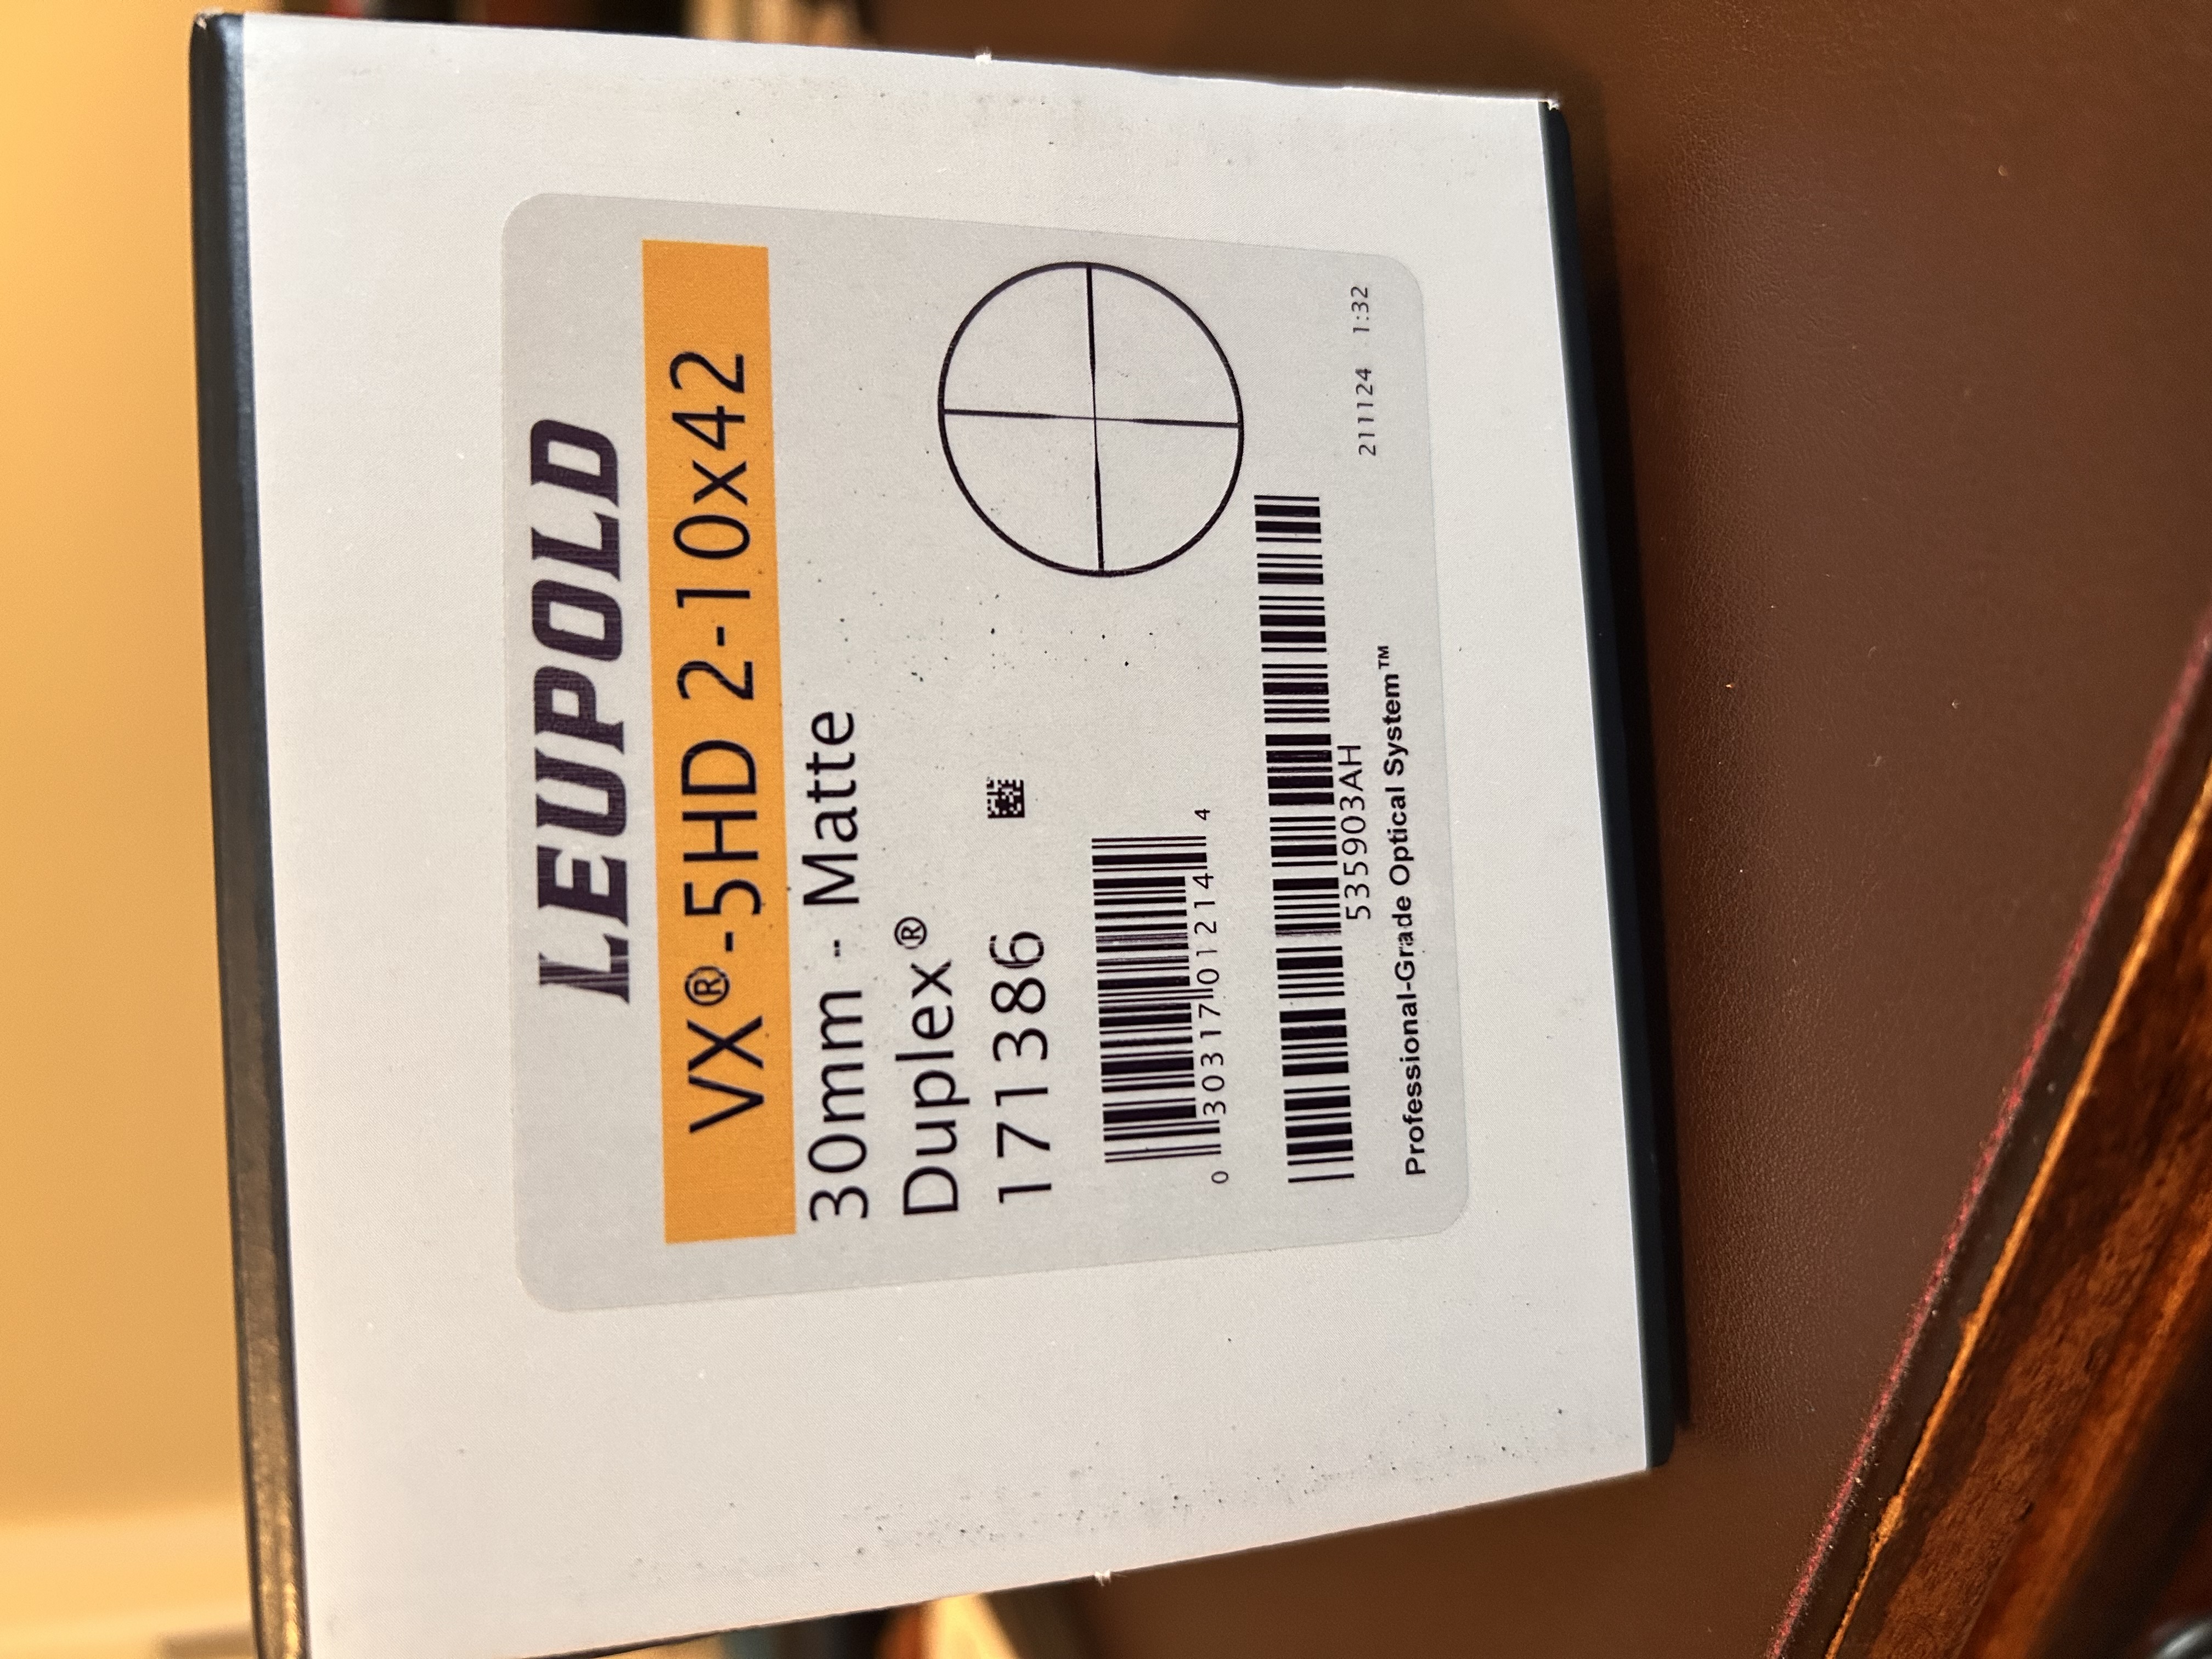 LEUPOLD
VX®-5HD 2-10x42
30mm - Matte
Duplex®
171386
0 30317 01214 4
535903AH
211124 1:32
Professional-Grade Optical System™